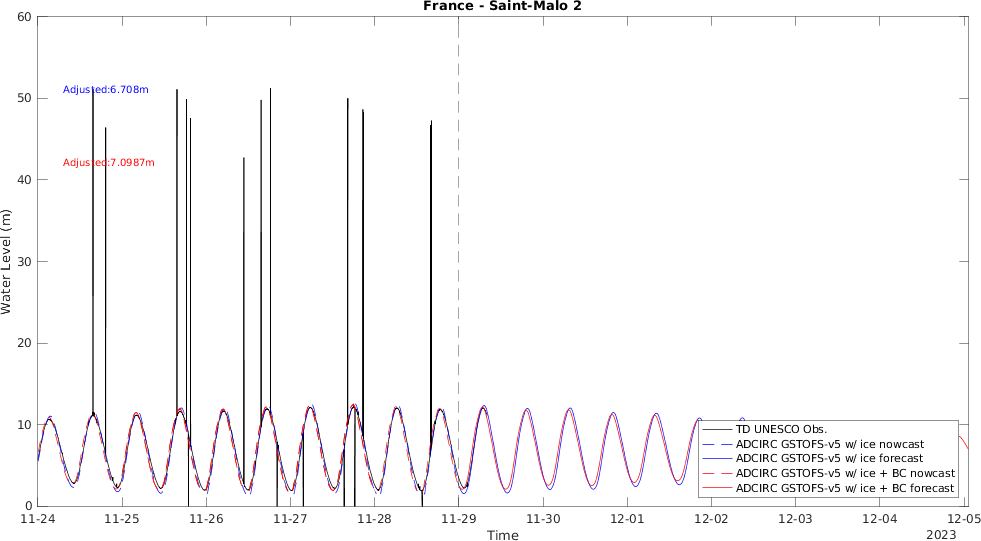 France - Saint-Malo 2
60
Adjusted:6.708m
50
Adjusted:7.0987m
40
30
20
10
0
Water Level (m)
TD UNESCO Obs.
ADCIRC GSTOFS-v5 w/ ice nowcast
ADCIRC GSTOFS-v5 w/ ice forecast
ADCIRC GSTOFS-v5 w/ ice + BC nowcast
ADCIRC GSTOFS-v5 w/ ice + BC forecast
11-24 11-25 11-26 11-27 11-28 11-29 11-30 12-01 12-02 12-03 12-04 12-05
Time
2023